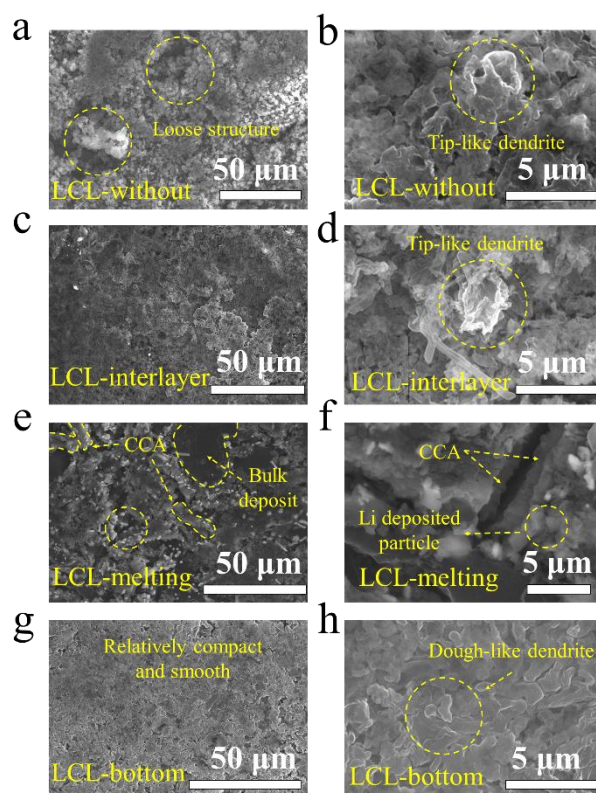 a
Loose structure
50 μm
LCL-without
b
Tip-like dendrite
5 μm
LCL-without
c
50 μm
LCL-interlayer
d
Tip-like dendrite
5 μm
LCL-interlayer
e
CCA
Bulk
deposit
50 μm
LCL-melting
f
CCA
Li deposited
particle
5 μm
LCL-melting
g
Relatively compact
and smooth
50 μm
LCL-bottom
h
Dough-like dendrite
5 μm
LCL-bottom